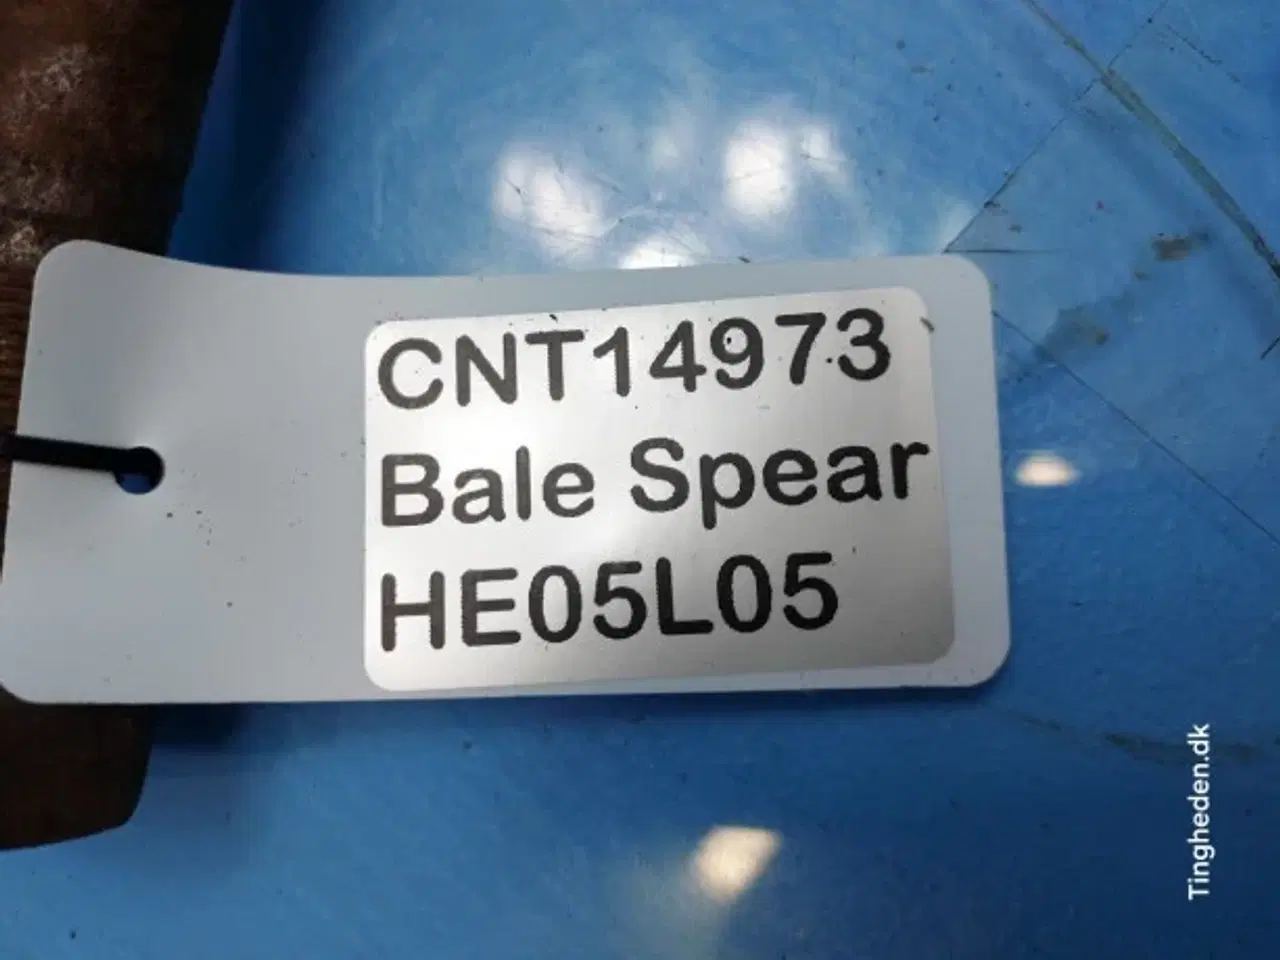 CNT14973
Bale Spear
HE05L05
Tingheden.dk